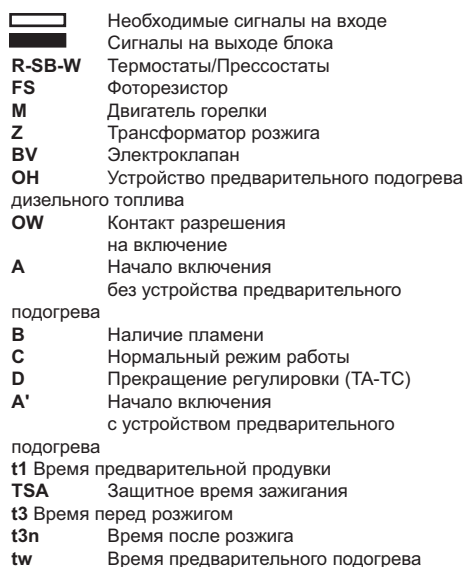 Необходимые сигналы на входе
Сигналы на выходе блока
R-SB-W Термостаты/Прессостаты
FS Фоторезистор
M Двигатель горелки
Z Трансформатор розжига
BV Электроклапан
OH Устройство предварительного подогрева
дизельного топлива
OW Контакт разрешения
на включение
A Начало включения
без устройства предварительного
подогрева
B Наличие пламени
C Нормальный режим работы
D Прекращение регулировки (TA-TC)
A' Начало включения
с устройством предварительного
подогрева
t1 Время предварительной продувки
TSA Защитное время зажигания
t3 Время перед розжигом
t3n Время после розжига
tw Время предварительного подогрева